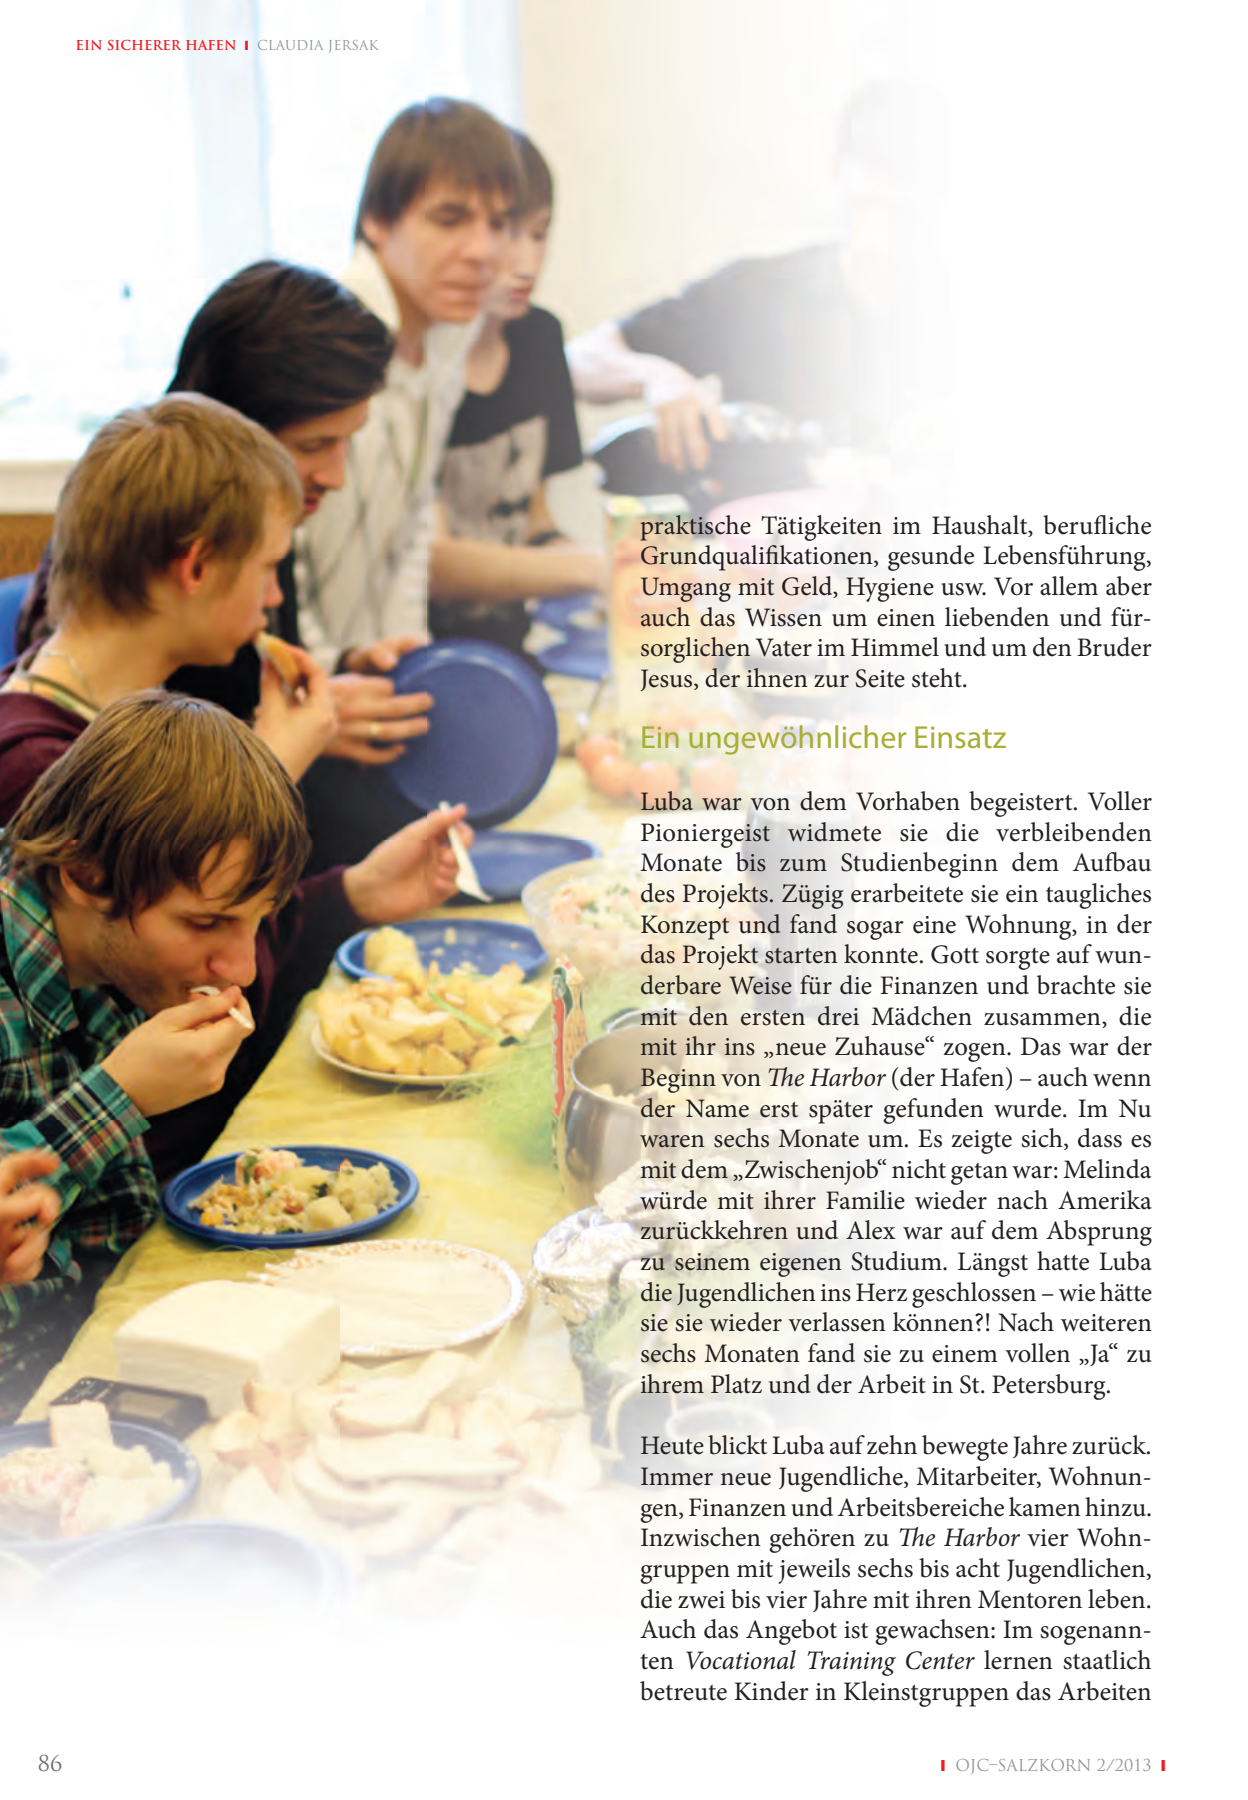 EIN SICHERER HAFEN ı CLAUDIA JERSAK
praktische Tätigkeiten im Haushalt, berufliche
Grundqualifikationen, gesunde Lebensführung,
Umgang mit Geld, Hygiene usw. Vor allem aber
auch das Wissen um einen liebenden und für-
sorglichen Vater im Himmel und um den Bruder
Jesus, der ihnen zur Seite steht.
Ein ungewöhnlicher Einsatz
Luba war von dem Vorhaben begeistert. Voller
Pioniergeist widmete sie die verbleibenden
Monate bis zum Studienbeginn dem Aufbau
des Projekts. Zügig erarbeitete sie ein taugliches
Konzept und fand sogar eine Wohnung, in der
das Projekt starten konnte. Gott sorgte auf wun-
derbare Weise für die Finanzen und brachte sie
mit den ersten drei Mädchen zusammen, die
mit ihr ins „neue Zuhause“ zogen. Das war der
Beginn von The Harbor (der Hafen) – auch wenn
der Name erst später gefunden wurde. Im Nu
waren sechs Monate um. Es zeigte sich, dass es
mit dem „Zwischenjob“ nicht getan war: Melinda
würde mit ihrer Familie wieder nach Amerika
zurückkehren und Alex war auf dem Absprung
zu seinem eigenen Studium. Längst hatte Luba
die Jugendlichen ins Herz geschlossen – wie hätte
sie sie wieder verlassen können?! Nach weiteren
sechs Monaten fand sie zu einem vollen „Ja“ zu
ihrem Platz und der Arbeit in St. Petersburg.
Heute blickt Luba auf zehn bewegte Jahre zurück.
Immer neue Jugendliche, Mitarbeiter, Wohnun-
gen, Finanzen und Arbeitsbereiche kamen hinzu.
Inzwischen gehören zu The Harbor vier Wohn-
gruppen mit jeweils sechs bis acht Jugendlichen,
die zwei bis vier Jahre mit ihren Mentoren leben.
Auch das Angebot ist gewachsen: Im sogenann-
ten Vocational Training Center lernen staatlich
betreute Kinder in Kleinstgruppen das Arbeiten
86
ı OJC–SALZKORN 2/2013 ı